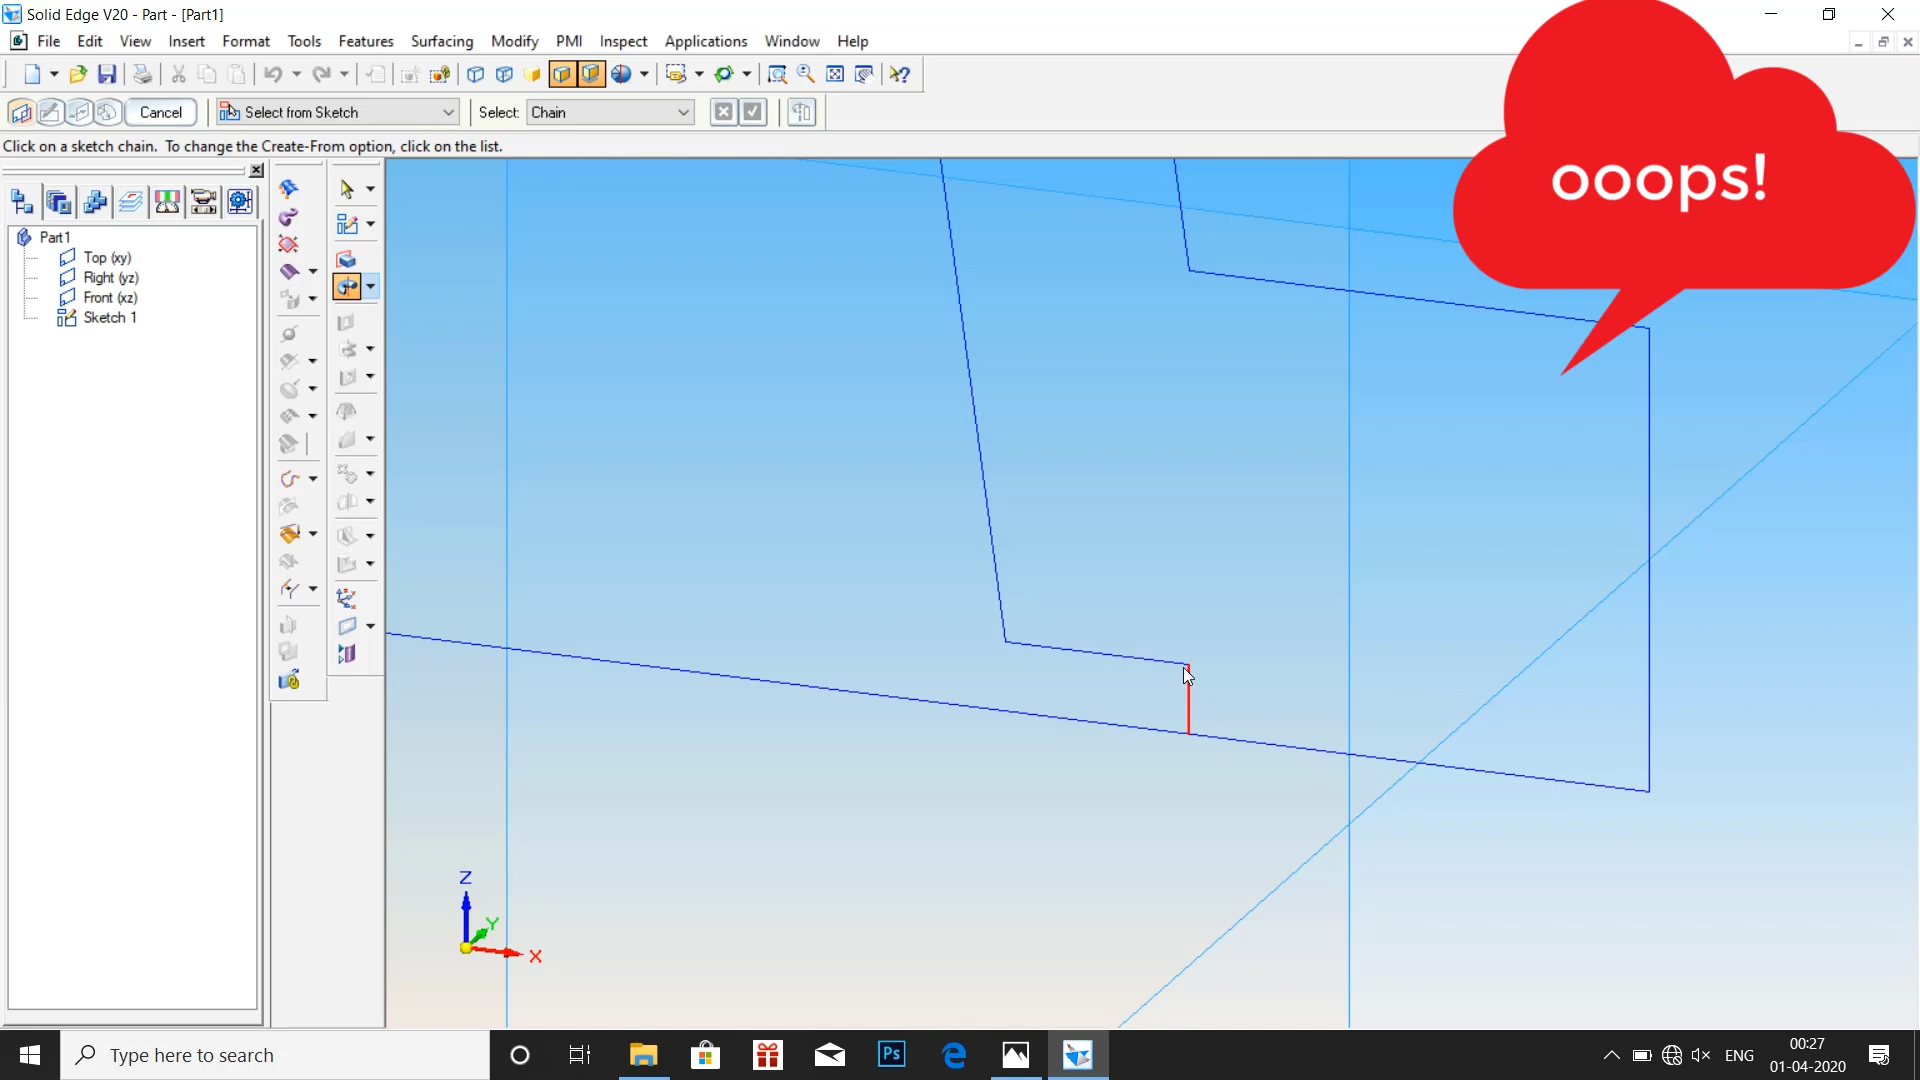 Solid Edge V20 - Part - [Part1]
File Edit View Insert Format Tools Features Surfacing Modify PMI Inspect Applications Window Help
Cancel Select from Sketch Select: Chain
Click on a sketch chain. To change the Create-From option, click on the list.
ooops!
Part1
Top (xy)
Right (yz)
Front (xz)
Sketch 1
Z
Y
X
Type here to search
Ps
ENG
00:27
01-04-2020